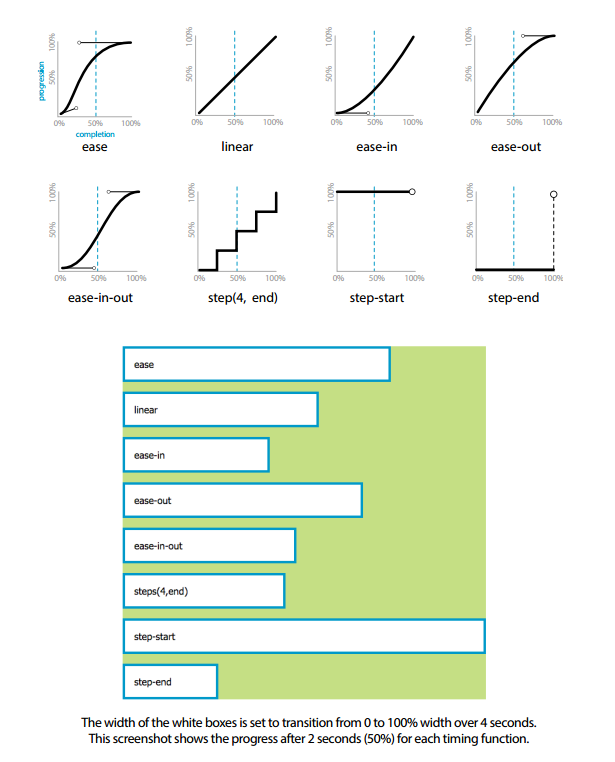 100%
100%
100%
100%
progression
50%
50%
50%
50%
0%
50%
100%
0%
50%
100%
0%
50%
100%
0%
50%
100%
completion
ease
linear
ease-in
ease-out
100%
100%
100%
100%
50%
50%
50%
50%
0%
50%
100%
0%
50%
100%
0%
50%
100%
0%
50%
100%
ease-in-out
step(4, end)
step-start
step-end
ease
linear
ease-in
ease-out
ease-in-out
steps(4,end)
step-start
step-end
The width of the white boxes is set to transition from 0 to 100% width over 4 seconds.
This screenshot shows the progress after 2 seconds (50%) for each timing function.